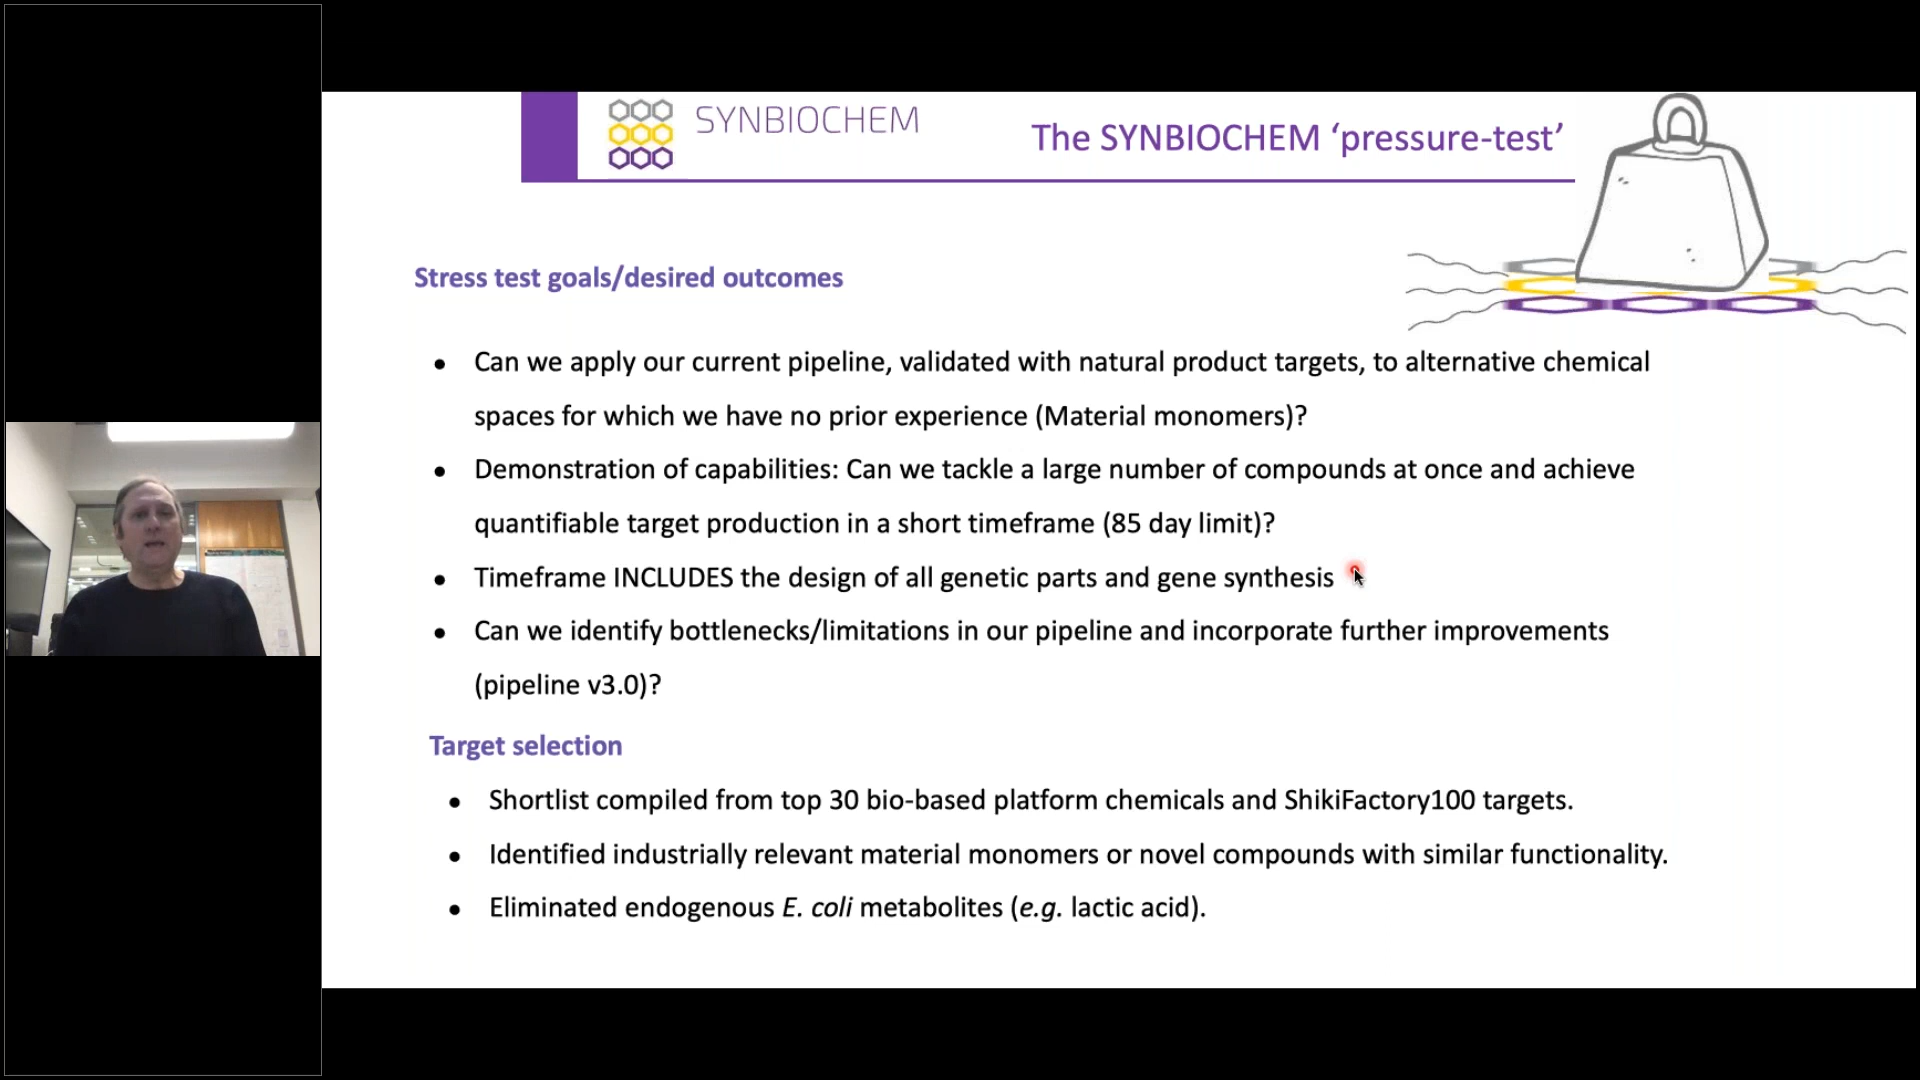 SYNBIOCHEM
The SYNBIOCHEM ‘pressure-test’
Stress test goals/desired outcomes
• Can we apply our current pipeline, validated with natural product targets, to alternative chemical
spaces for which we have no prior experience (Material monomers)?
• Demonstration of capabilities: Can we tackle a large number of compounds at once and achieve
quantifiable target production in a short timeframe (85 day limit)?
• Timeframe INCLUDES the design of all genetic parts and gene synthesis
• Can we identify bottlenecks/limitations in our pipeline and incorporate further improvements
(pipeline v3.0)?
Target selection
• Shortlist compiled from top 30 bio-based platform chemicals and ShikiFactory100 targets.
• Identified industrially relevant material monomers or novel compounds with similar functionality.
• Eliminated endogenous E. coli metabolites (e.g. lactic acid).